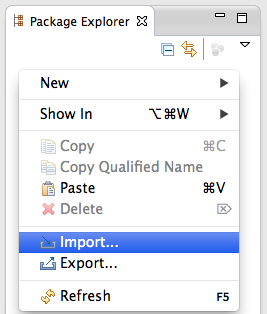 Package Explorer
New
Show In ⌥⌘W
Copy ⌘C
Copy Qualified Name
Paste ⌘V
Delete ⌦
Import...
Export...
Refresh F5